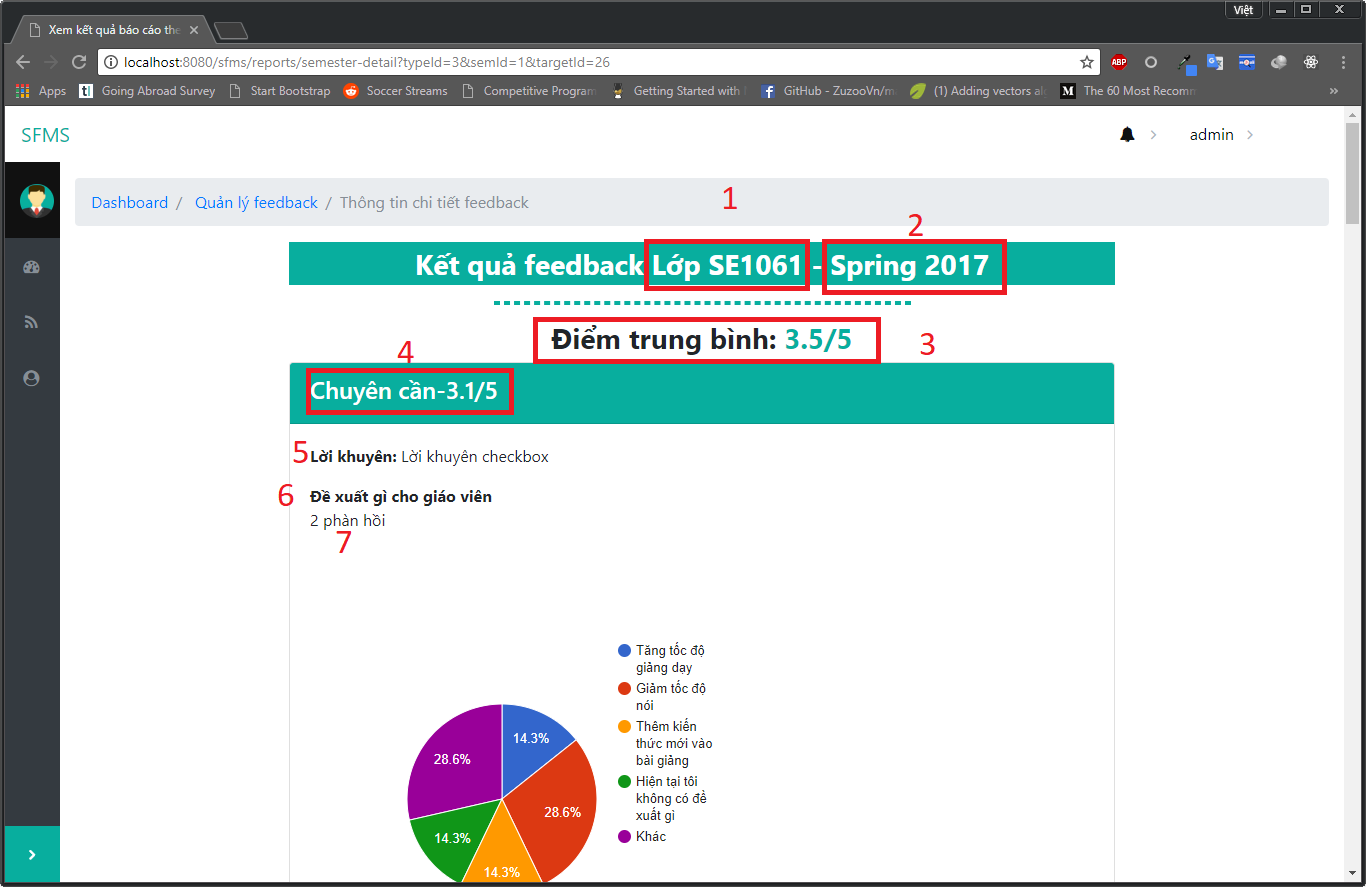 Việt
Xem kết quả báo cáo the
localhost:8080/sfms/reports/semester-detail?typeId=3&semId=1&targetId=26
ABP
Apps
Going Abroad Survey
Start Bootstrap
Soccer Streams
Competitive Program
Getting Started with
GitHub - ZuzooVn/m
(1) Adding vectors al
M
The 60 Most Recom
SFMS
admin
Dashboard / Quản lý feedback / Thông tin chi tiết feedback
1
2
Kết quả feedback Lớp SE1061 - Spring 2017
Điểm trung bình: 3.5/5
3
4
Chuyên cần-3.1/5
5
Lời khuyên: Lời khuyên checkbox
6
Đề xuất gì cho giáo viên
2 phản hồi
7
Tăng tốc độ
giảng dạy
Giảm tốc độ
nói
Thêm kiến
thức mới vào
bài giảng
Hiện tại tôi
không có đề
xuất gì
Khác
14.3%
28.6%
28.6%
14.3%
14.3%